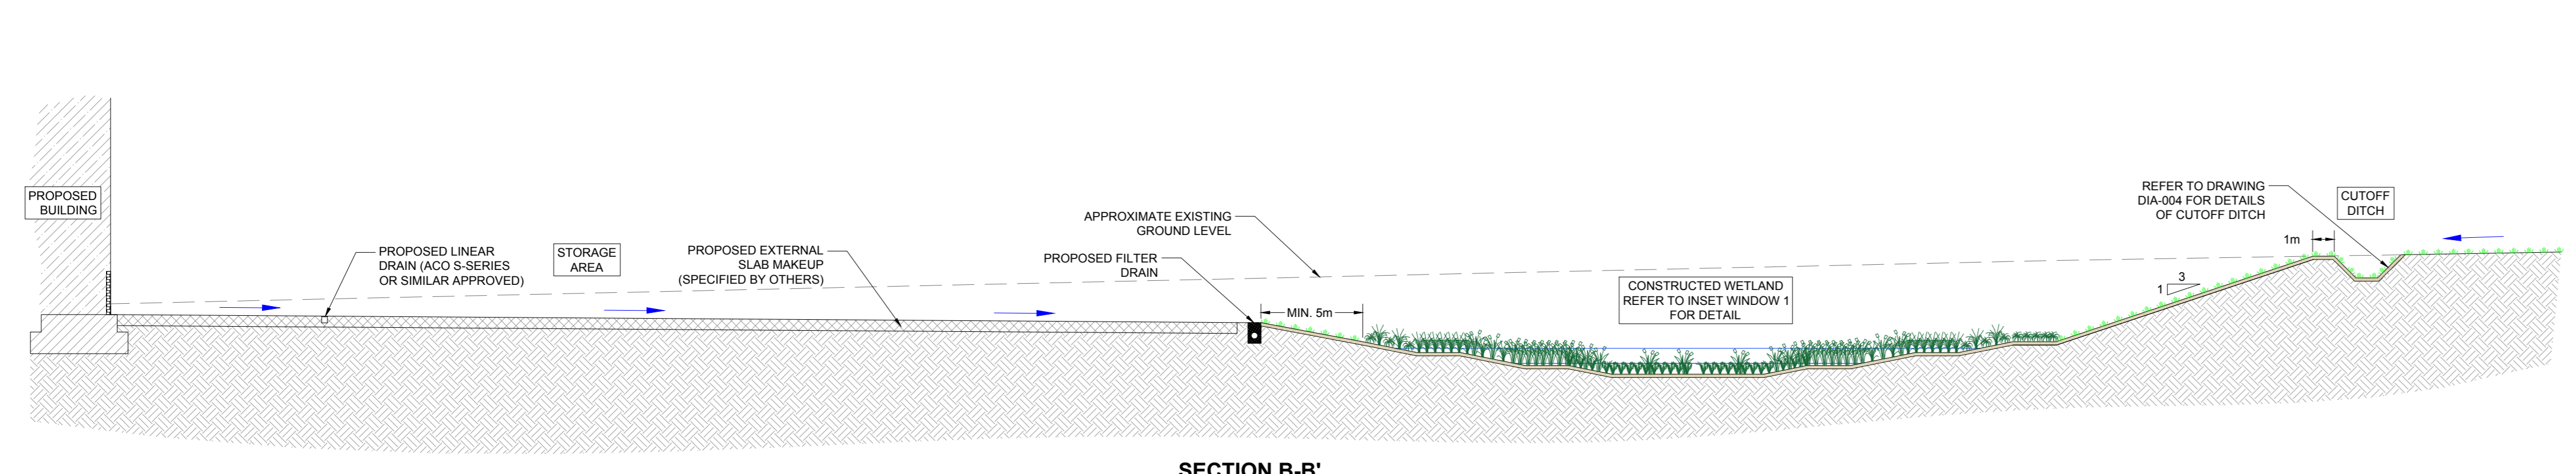 PROPOSED
BUILDING
PROPOSED LINEAR
DRAIN (ACO S-SERIES
OR SIMILAR APPROVED)
STORAGE
AREA
PROPOSED EXTERNAL
SLAB MAKEUP
(SPECIFIED BY OTHERS)
APPROXIMATE EXISTING
GROUND LEVEL
PROPOSED FILTER
DRAIN
MIN. 5m
CONSTRUCTED WETLAND
REFER TO INSET WINDOW 1
FOR DETAIL
REFER TO DRAWING
DIA-004 FOR DETAILS
OF CUTOFF DITCH
CUTOFF
DITCH
1m
3
1
SECTION B-B'